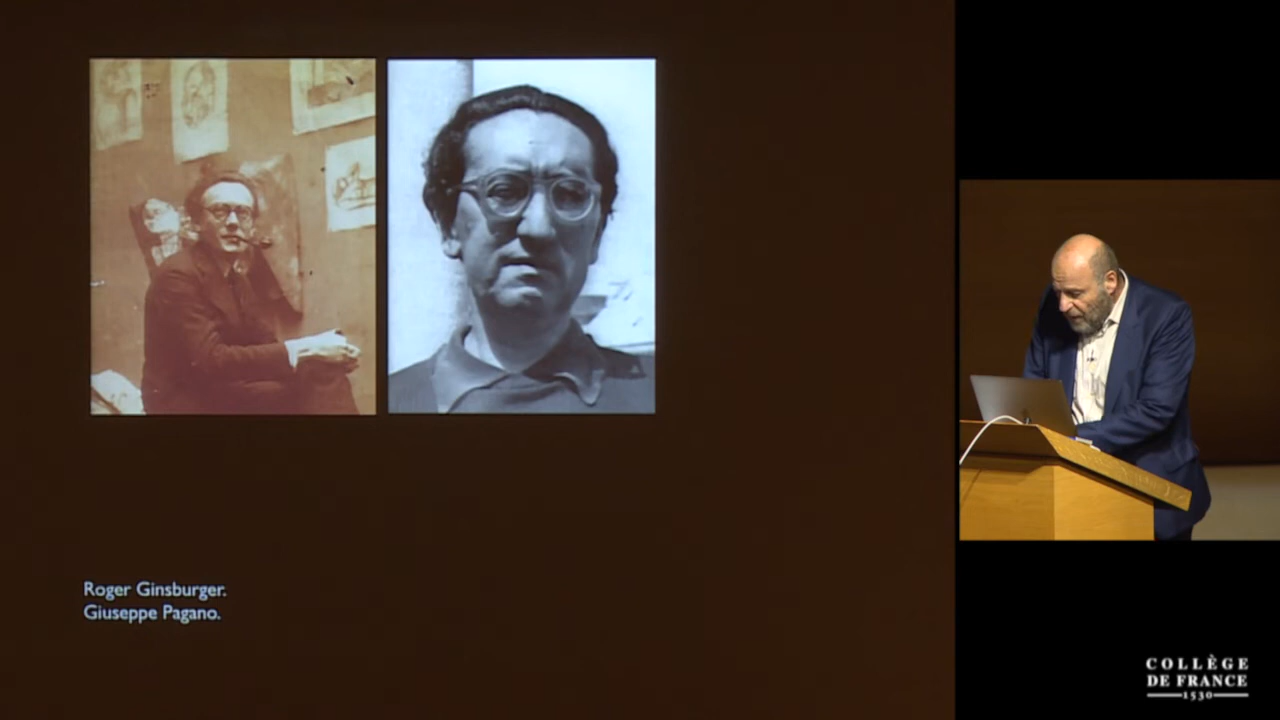 Roger Ginsburger.
Giuseppe Pagano.
COLLÈGE
DE FRANCE
1530